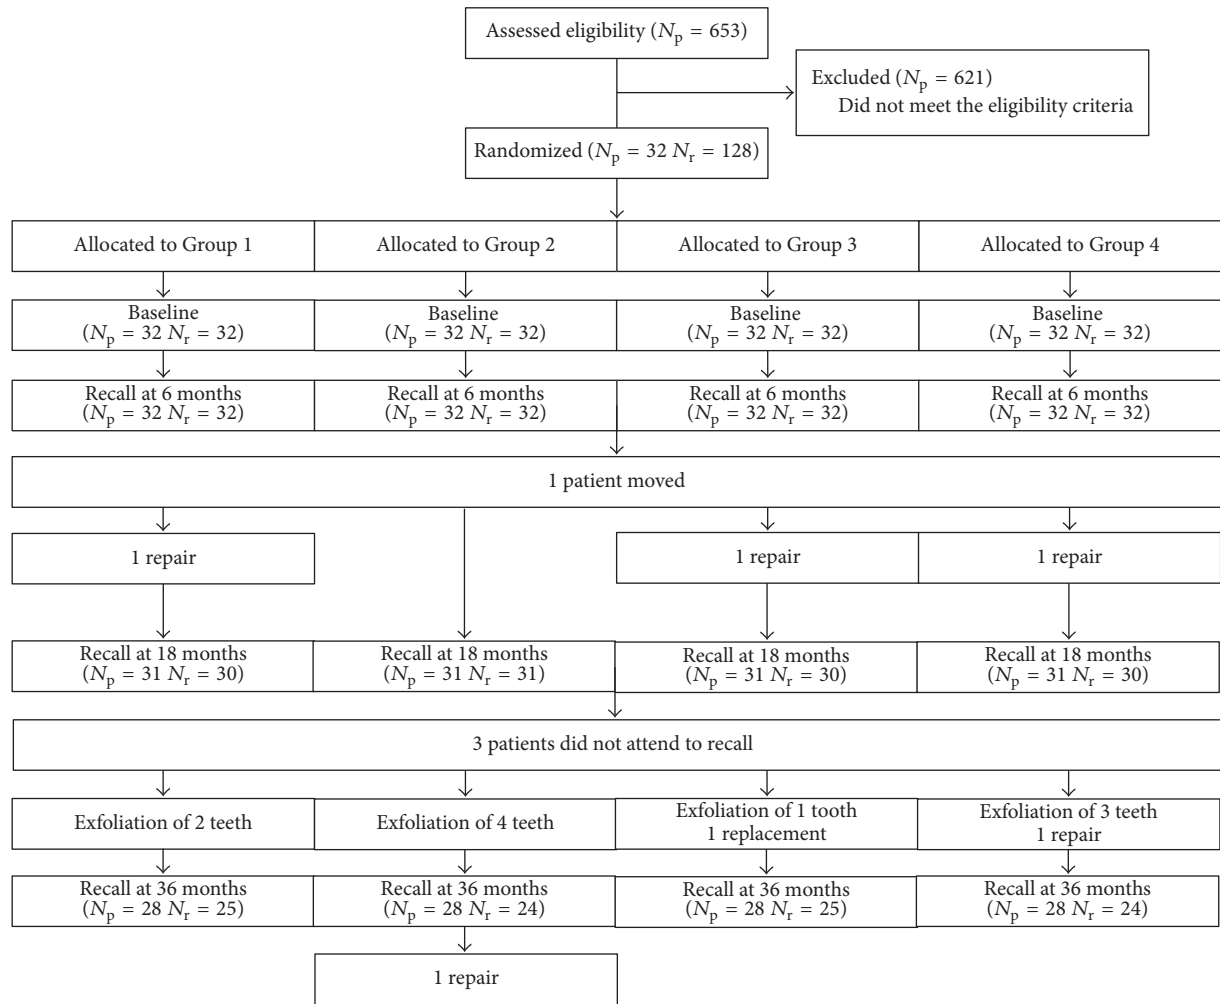 Assessed eligibility (Np = 653)
Excluded (Np = 621)
Did not meet the eligibility criteria
Randomized (Np = 32 Nr = 128)
Allocated to Group 1
Allocated to Group 2
Allocated to Group 3
Allocated to Group 4
Baseline
(Np = 32 Nr = 32)
Baseline
(Np = 32 Nr = 32)
Baseline
(Np = 32 Nr = 32)
Baseline
(Np = 32 Nr = 32)
Recall at 6 months
(Np = 32 Nr = 32)
Recall at 6 months
(Np = 32 Nr = 32)
Recall at 6 months
(Np = 32 Nr = 32)
Recall at 6 months
(Np = 32 Nr = 32)
1 patient moved
1 repair
1 repair
1 repair
Recall at 18 months
(Np = 31 Nr = 30)
Recall at 18 months
(Np = 31 Nr = 31)
Recall at 18 months
(Np = 31 Nr = 30)
Recall at 18 months
(Np = 31 Nr = 30)
3 patients did not attend to recall
Exfoliation of 2 teeth
Exfoliation of 4 teeth
Exfoliation of 1 tooth
1 replacement
Exfoliation of 3 teeth
1 repair
Recall at 36 months
(Np = 28 Nr = 25)
Recall at 36 months
(Np = 28 Nr = 24)
Recall at 36 months
(Np = 28 Nr = 25)
Recall at 36 months
(Np = 28 Nr = 24)
1 repair